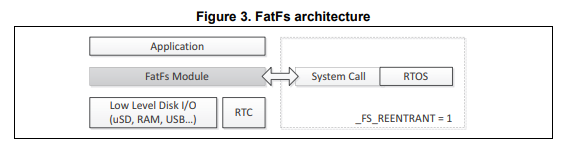 Figure 3. FatFs architecture
Application
FatFs Module
System Call
RTOS
Low Level Disk I/O
(uSD, RAM, USB…)
RTC
_FS_REENTRANT = 1